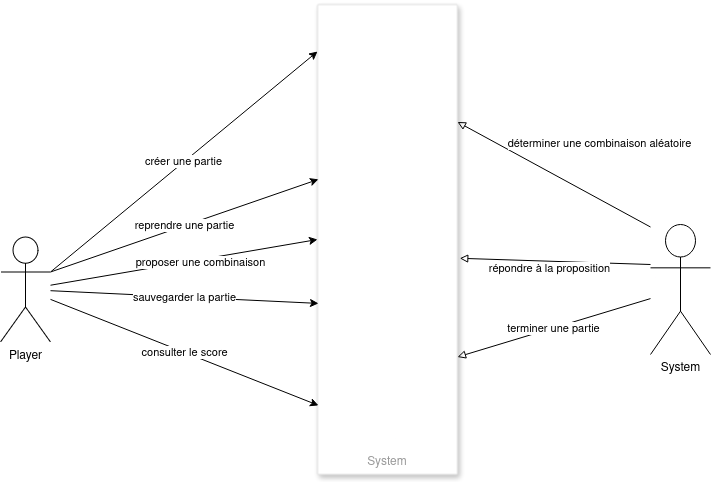 créer une partie
déterminer une combinaison aléatoire
reprendre une partie
proposer une combinaison
répondre à la proposition
sauvegarder la partie
terminer une partie
consulter le score
Player
System
System